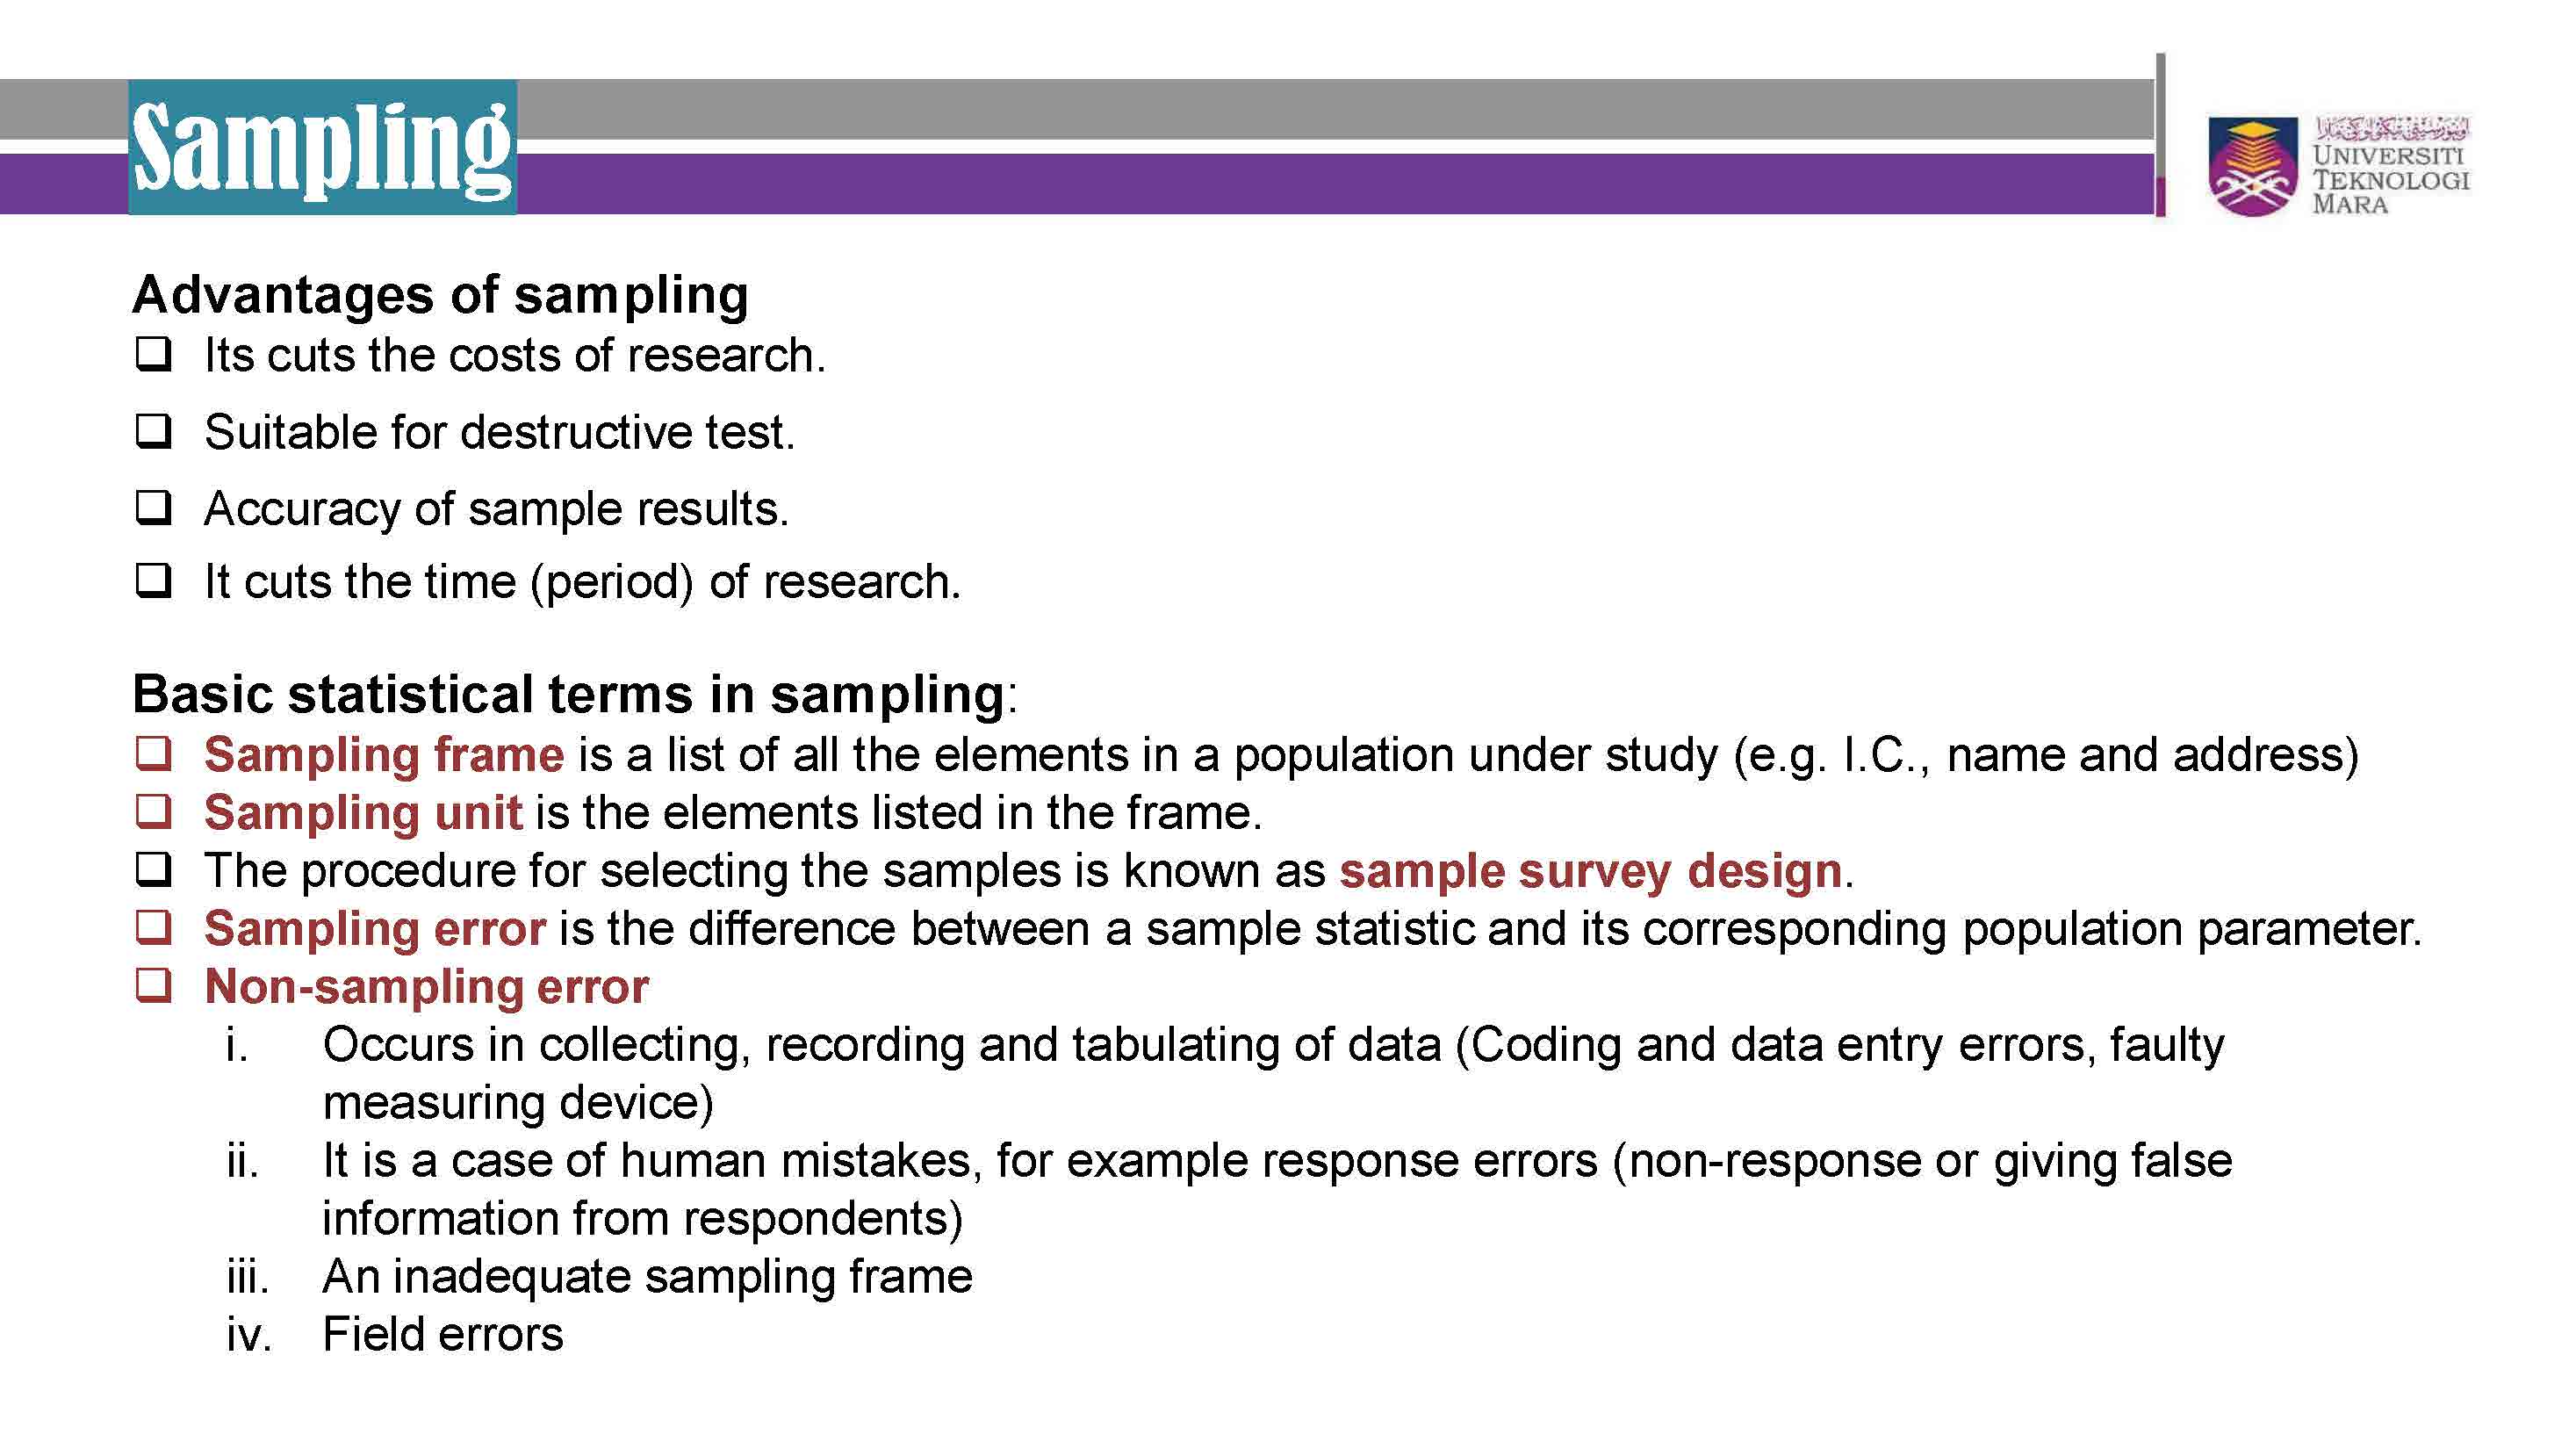 Sampling
UNIVERSITI
TEKNOLOGI
MARA
Advantages of sampling
❑ Its cuts the costs of research.
❑ Suitable for destructive test.
❑ Accuracy of sample results.
❑ It cuts the time (period) of research.
Basic statistical terms in sampling:
❑ Sampling frame is a list of all the elements in a population under study (e.g. I.C., name and address)
❑ Sampling unit is the elements listed in the frame.
❑ The procedure for selecting the samples is known as sample survey design.
❑ Sampling error is the difference between a sample statistic and its corresponding population parameter.
❑ Non-sampling error
i. Occurs in collecting, recording and tabulating of data (Coding and data entry errors, faulty
measuring device)
ii. It is a case of human mistakes, for example response errors (non-response or giving false
information from respondents)
iii. An inadequate sampling frame
iv. Field errors